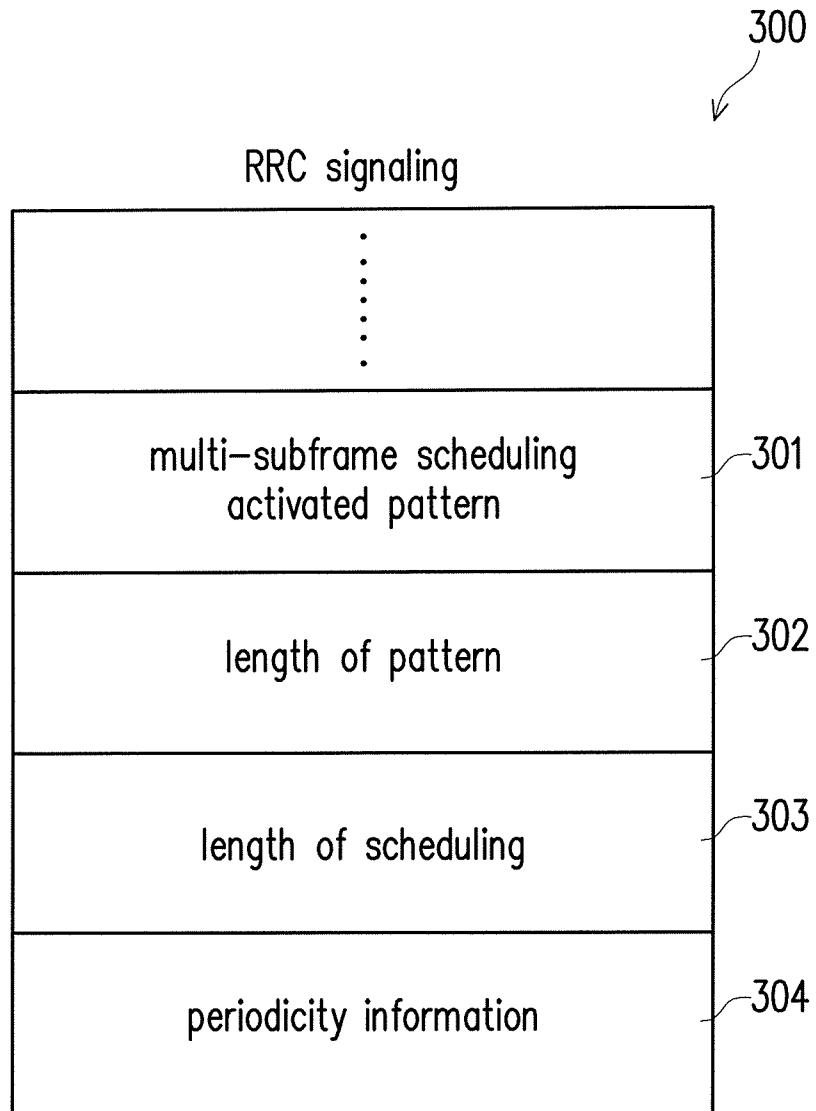 300
RRC signaling
multi-subframe scheduling
activated pattern
301
length of pattern
302
length of scheduling
303
periodicity information
304